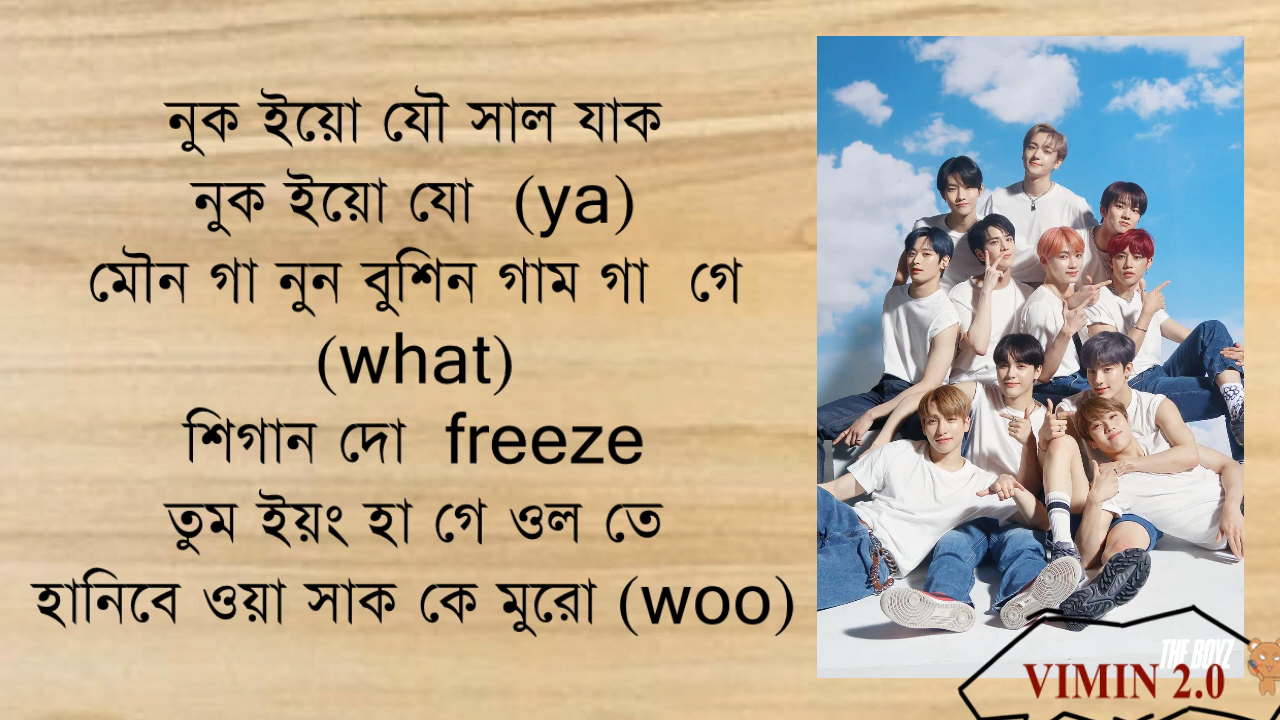 নুক ইয়ো যৌ সাল যাক
নুক ইয়ো যো (ya)
মৌন গা নুন বুশিন গাম গা গে
(what)
শিগান দো freeze
তুম ইয়ং হা গে ওল তে
হানিবে ওয়া সাক কে মুরো (woo)
THE BOYZ
VIMIN 2.0